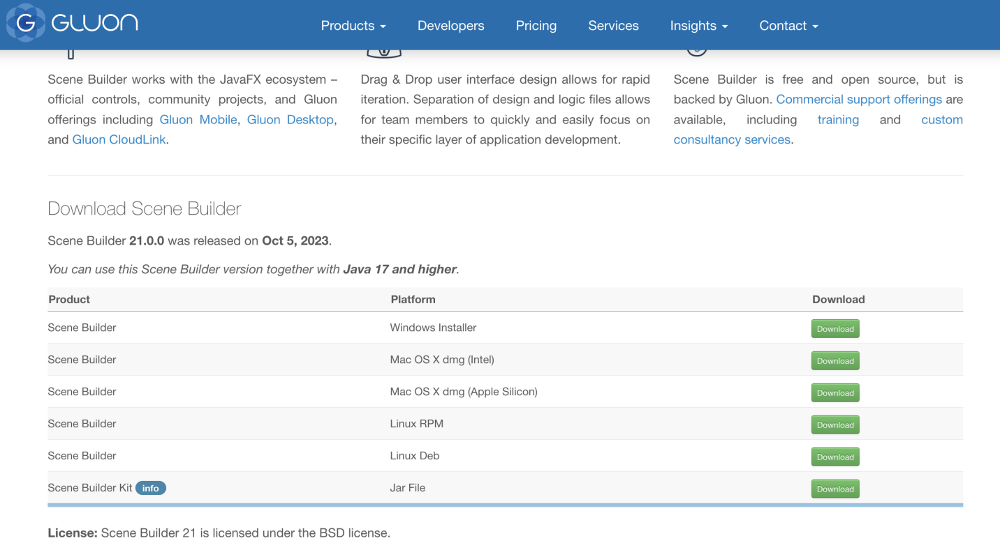 G GLUON
Products Developers Pricing Services Insights Contact
Scene Builder works with the JavaFX ecosystem –
official controls, community projects, and Gluon
offerings including Gluon Mobile, Gluon Desktop,
and Gluon CloudLink.
Drag & Drop user interface design allows for rapid
iteration. Separation of design and logic files allows
for team members to quickly and easily focus on
their specific layer of application development.
Scene Builder is free and open source, but is
backed by Gluon. Commercial support offerings are
available, including training and custom
consultancy services.
Download Scene Builder
Scene Builder 21.0.0 was released on Oct 5, 2023.
You can use this Scene Builder version together with Java 17 and higher.
Product Platform Download
Scene Builder Windows Installer Download
Scene Builder Mac OS X dmg (Intel) Download
Scene Builder Mac OS X dmg (Apple Silicon) Download
Scene Builder Linux RPM Download
Scene Builder Linux Deb Download
Scene Builder Kit info Jar File Download
License: Scene Builder 21 is licensed under the BSD license.